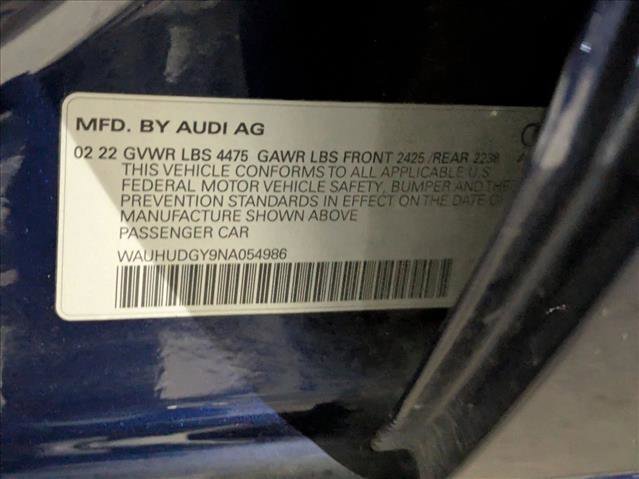 MFD. BY AUDI AG
02 22 GVWR LBS 4475 GAWR LBS FRONT 2425 /REAR 2238
THIS VEHICLE CONFORMS TO ALL APPLICABLE U.S
FEDERAL MOTOR VEHICLE SAFETY, BUMPER AND THE
PREVENTION STANDARDS IN EFFECT ON THE DATE OF
MANUFACTURE SHOWN ABOVE
PASSENGER CAR
WAUHUDGY9NA054986